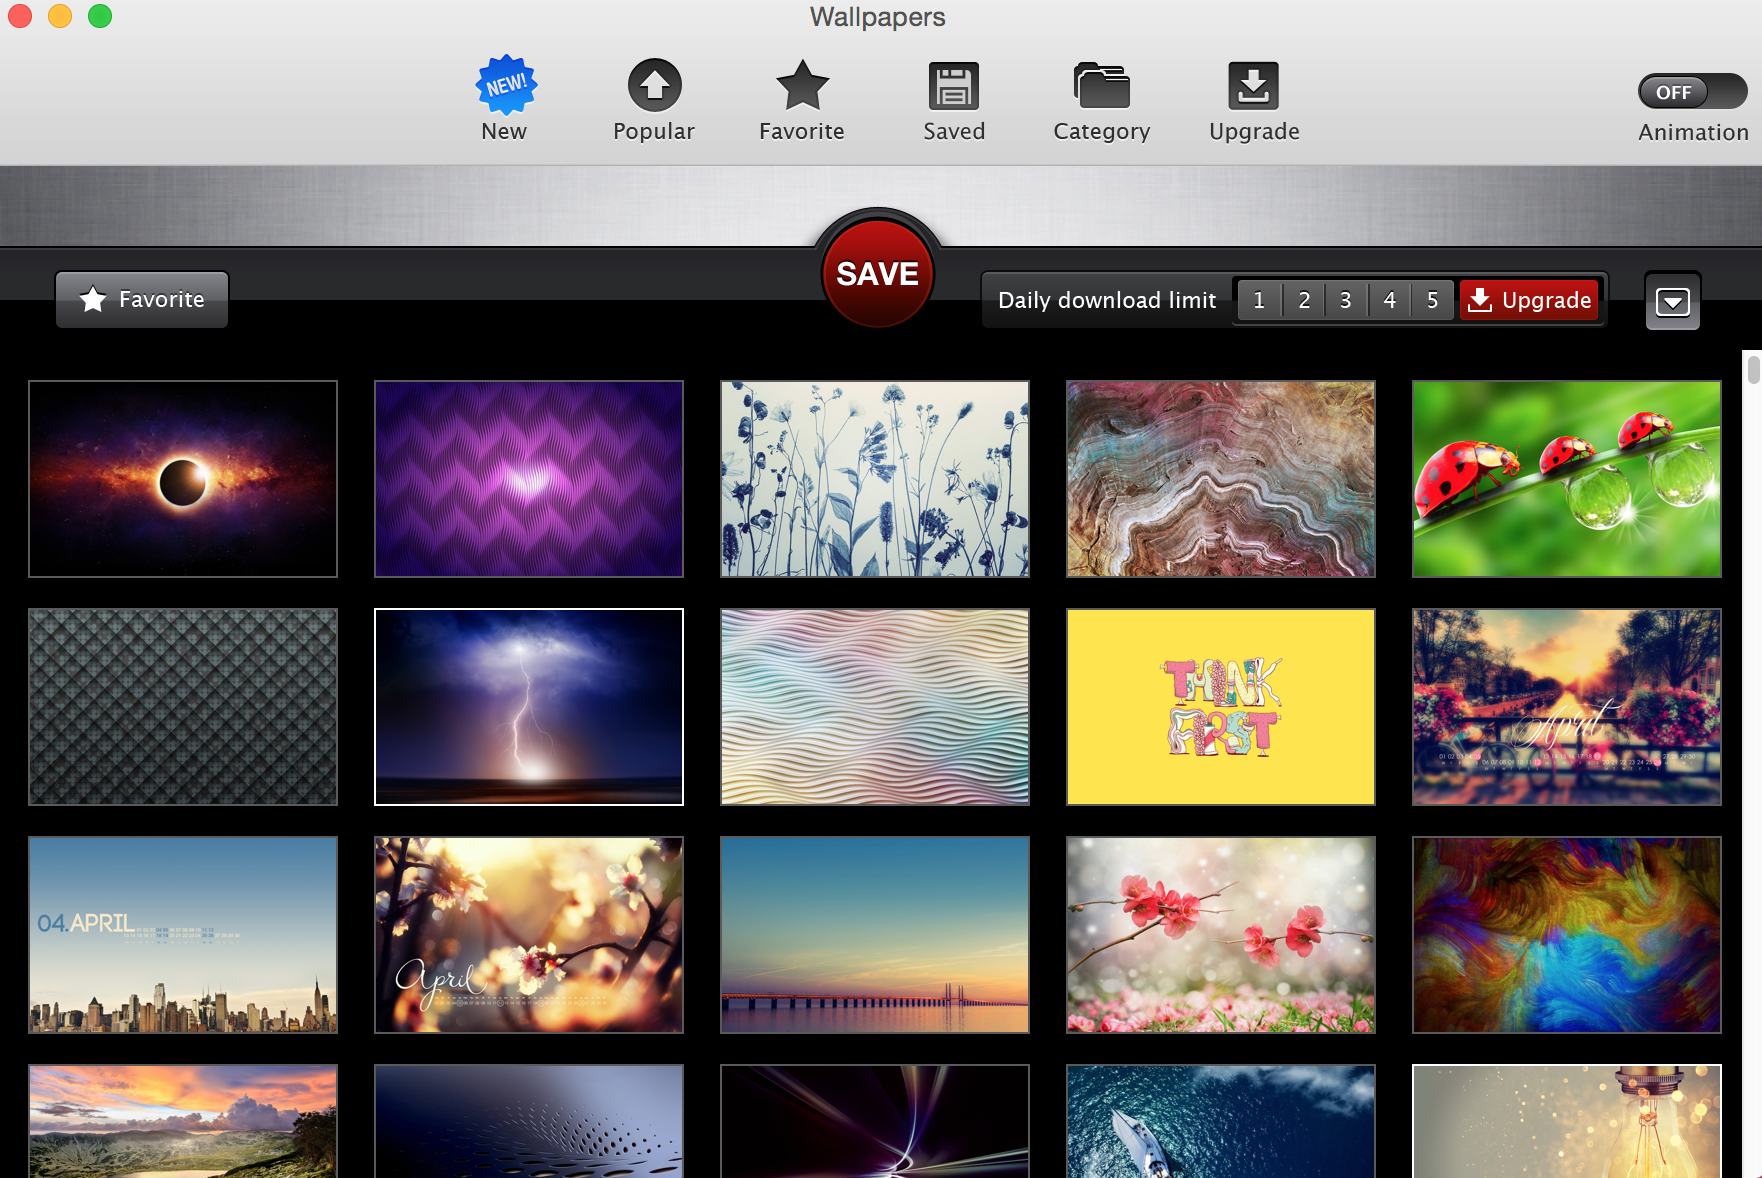 Wallpapers
NEW!
New
Popular
Favorite
Saved
Category
Upgrade
OFF
Animation
Favorite
SAVE
Daily download limit 1 2 3 4 5 Upgrade
THINK
FIRST
April
04.APRIL
April